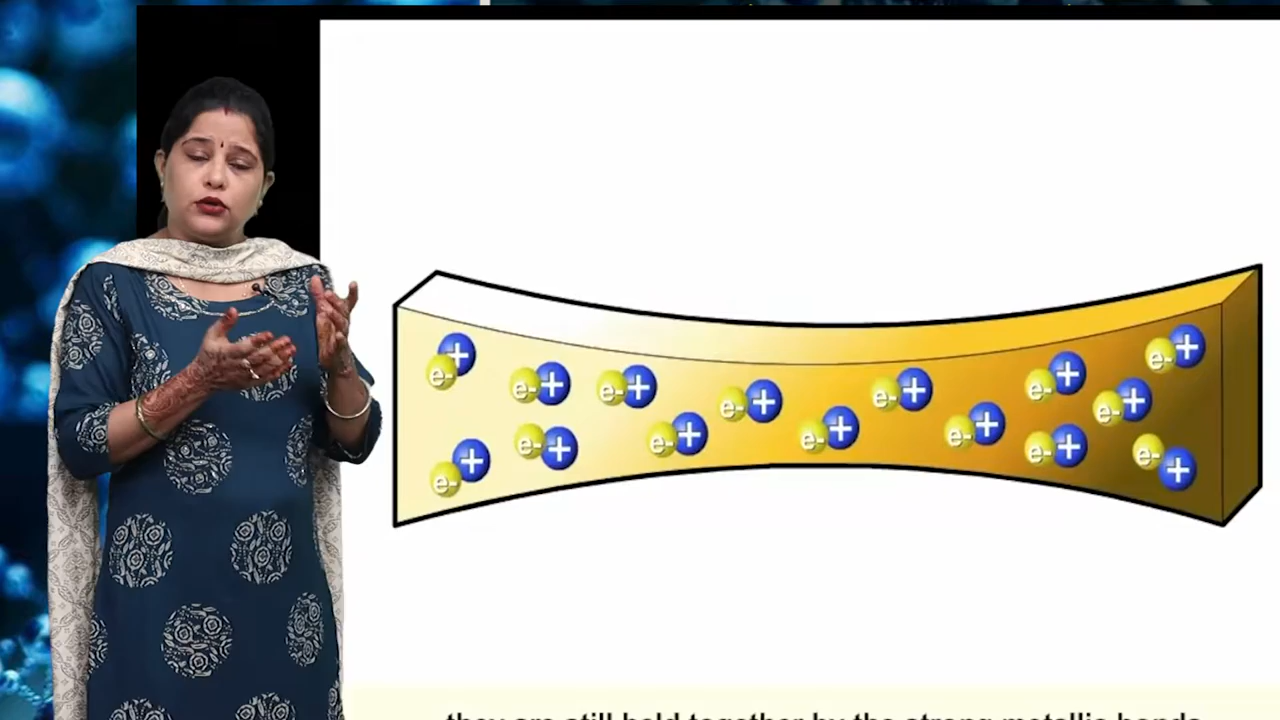 e- + e- + e- + e- + e- + e- + e- + e- + e- +
e- + e- + e- + e- + e- + e- + e- +
they are still held together by the strong metallic bonds